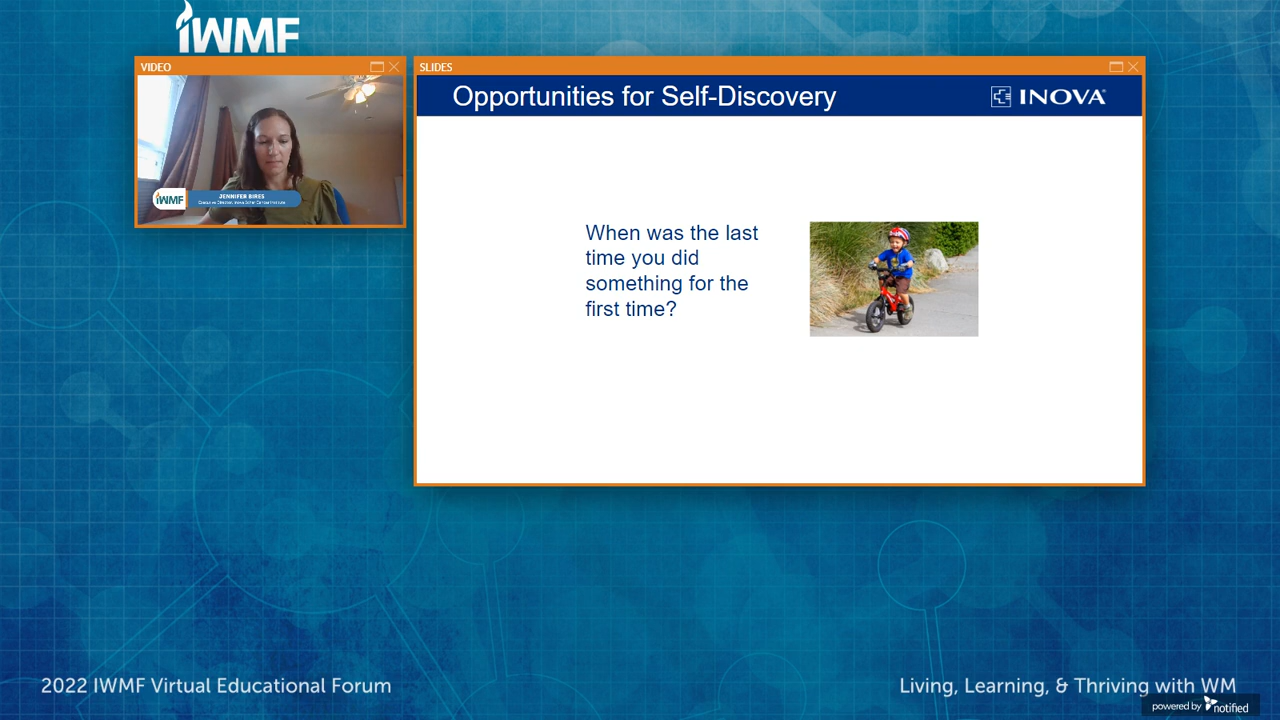 IWMF
VIDEO
IWMF
JENNIFER BIRES
SLIDES
Opportunities for Self-Discovery
INOVA
When was the last
time you did
something for the
first time?
2022 IWMF Virtual Educational Forum
Living, Learning, & Thriving with WM
powered by notified